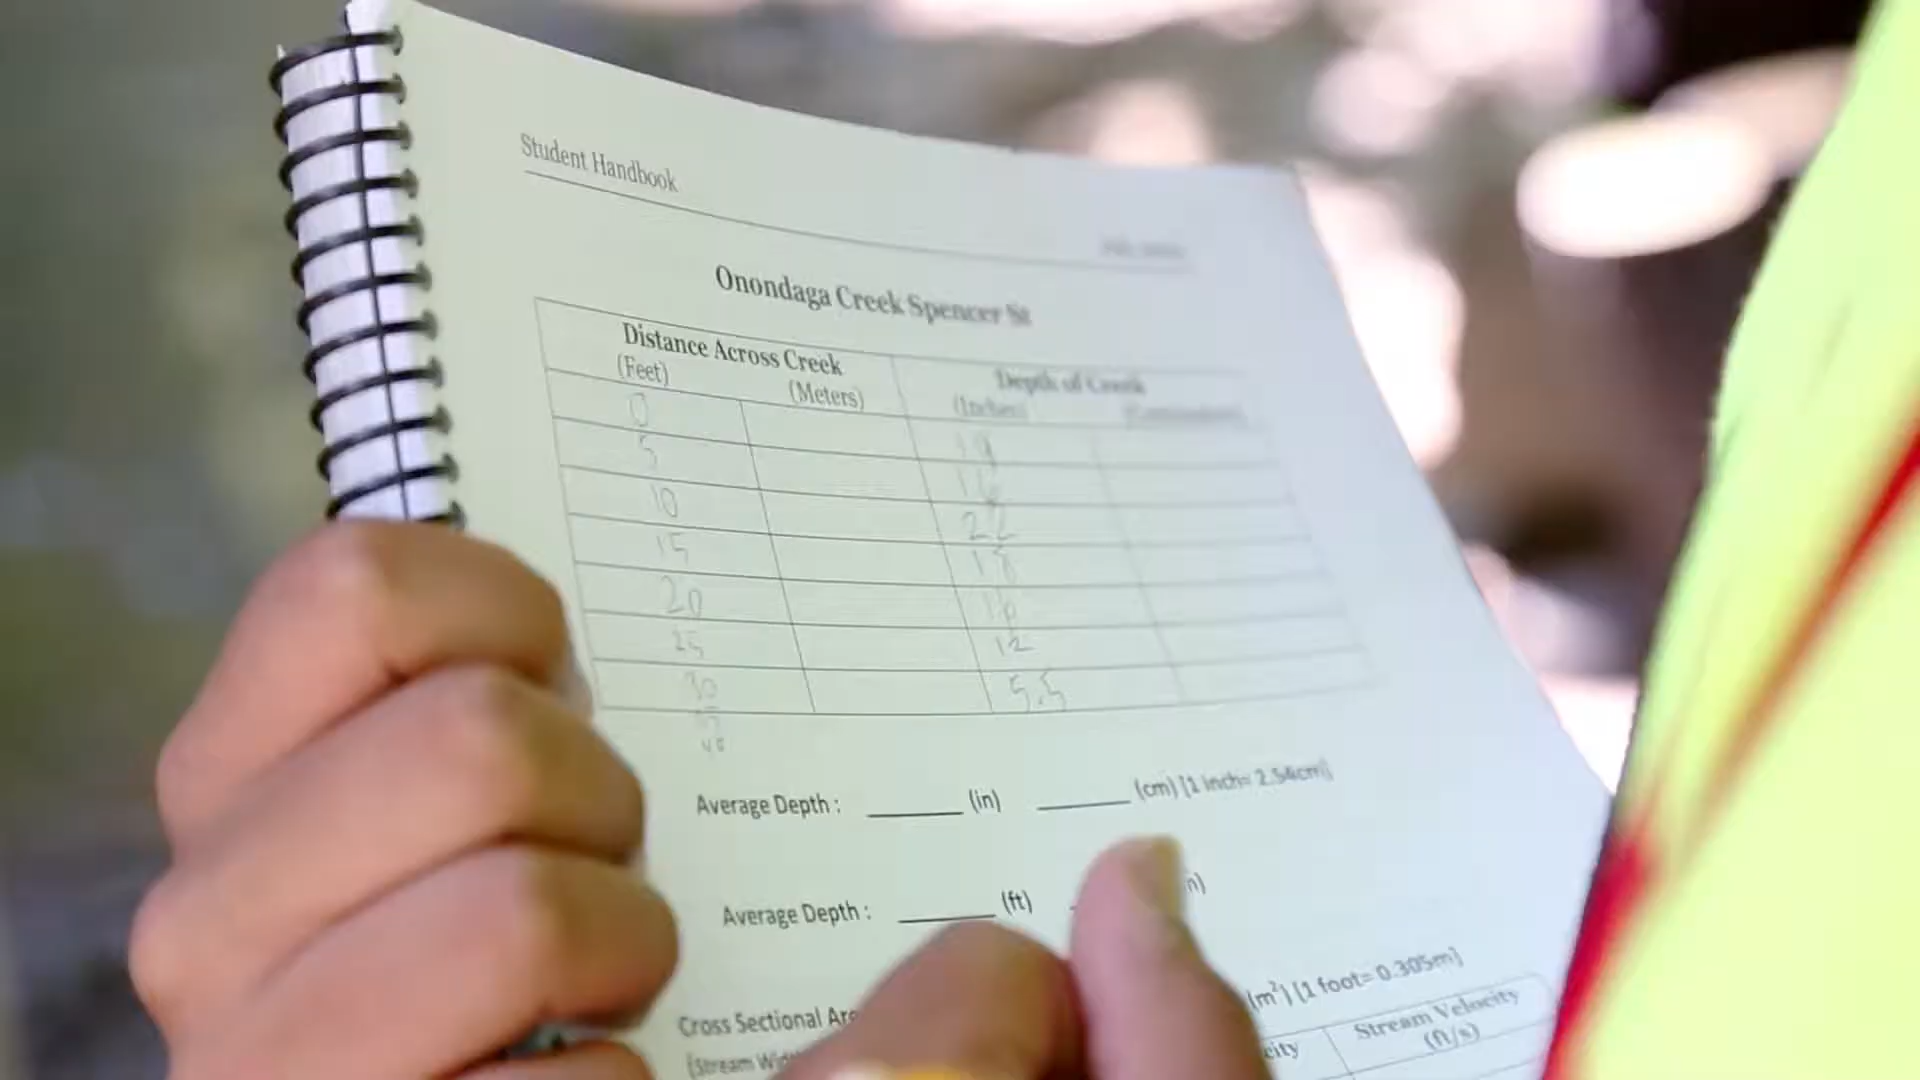 Student Handbook
Onondaga Creek Spencer St
Distance Across Creek Depth of Creek
(Feet) (Meters) (Inches) (Centimeters)
0
5
10 22
15 18
20 16
25 12
30 5.5
Average Depth : (in) (cm) [1 inch= 2.54cm]
Average Depth : (ft)
(m²) [1 foot= 0.305m]
Cross Sectional
Stream Velocity
(Stream (ft/s)